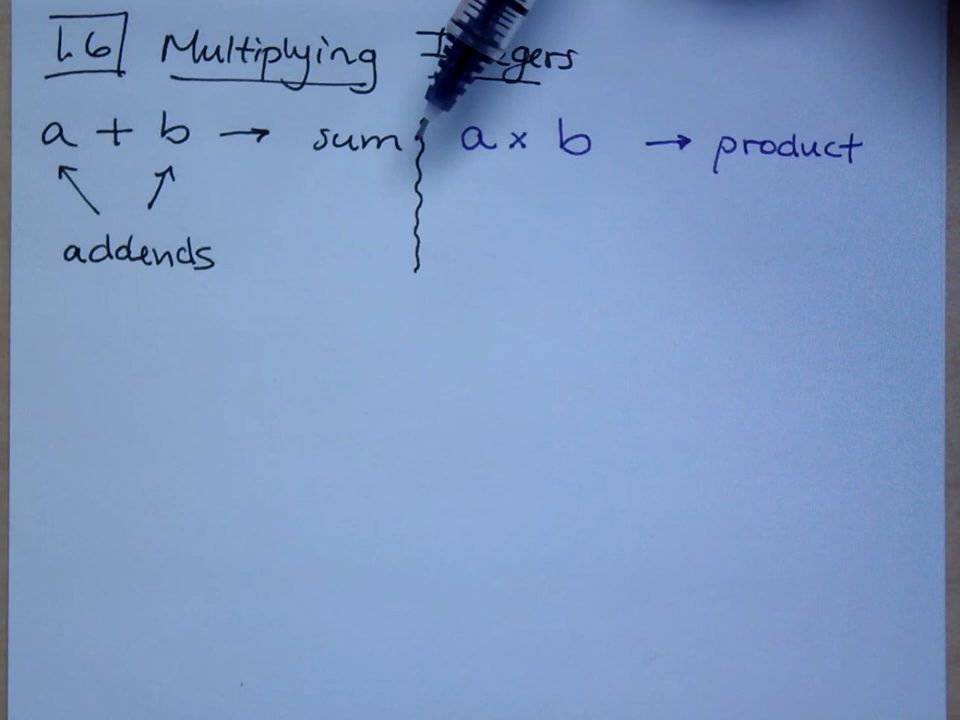 1.6 Multiplying
a + b → sum a x b → product
addends